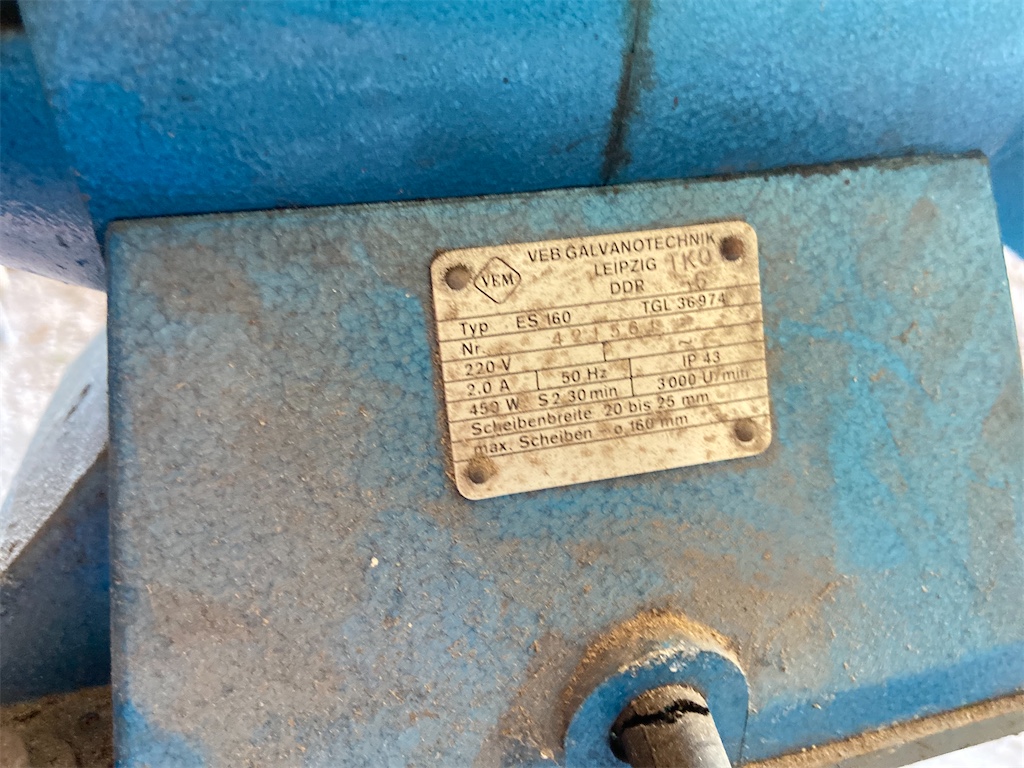 VEM
VEB GALVANOTECHNIK
LEIPZIG TKO
DDR 16
Typ ES 160 TGL 36974
Nr.
220 V ~
2.0 A 50 Hz IP 43
450 W S2 30 min 3000 U/min
Scheibenbreite 20 bis 25 mm
max. Scheiben ø 160 mm